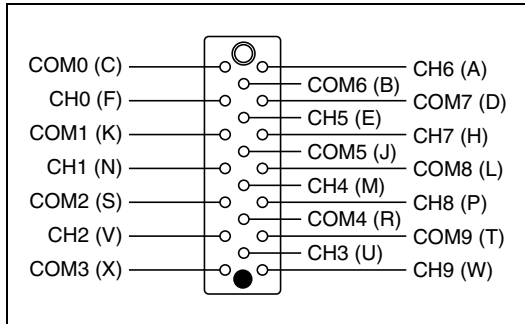 COM0 (C)
CH6 (A)
COM6 (B)
CH0 (F)
COM7 (D)
CH5 (E)
COM1 (K)
CH7 (H)
COM5 (J)
CH1 (N)
COM8 (L)
CH4 (M)
COM2 (S)
CH8 (P)
COM4 (R)
CH2 (V)
COM9 (T)
CH3 (U)
COM3 (X)
CH9 (W)